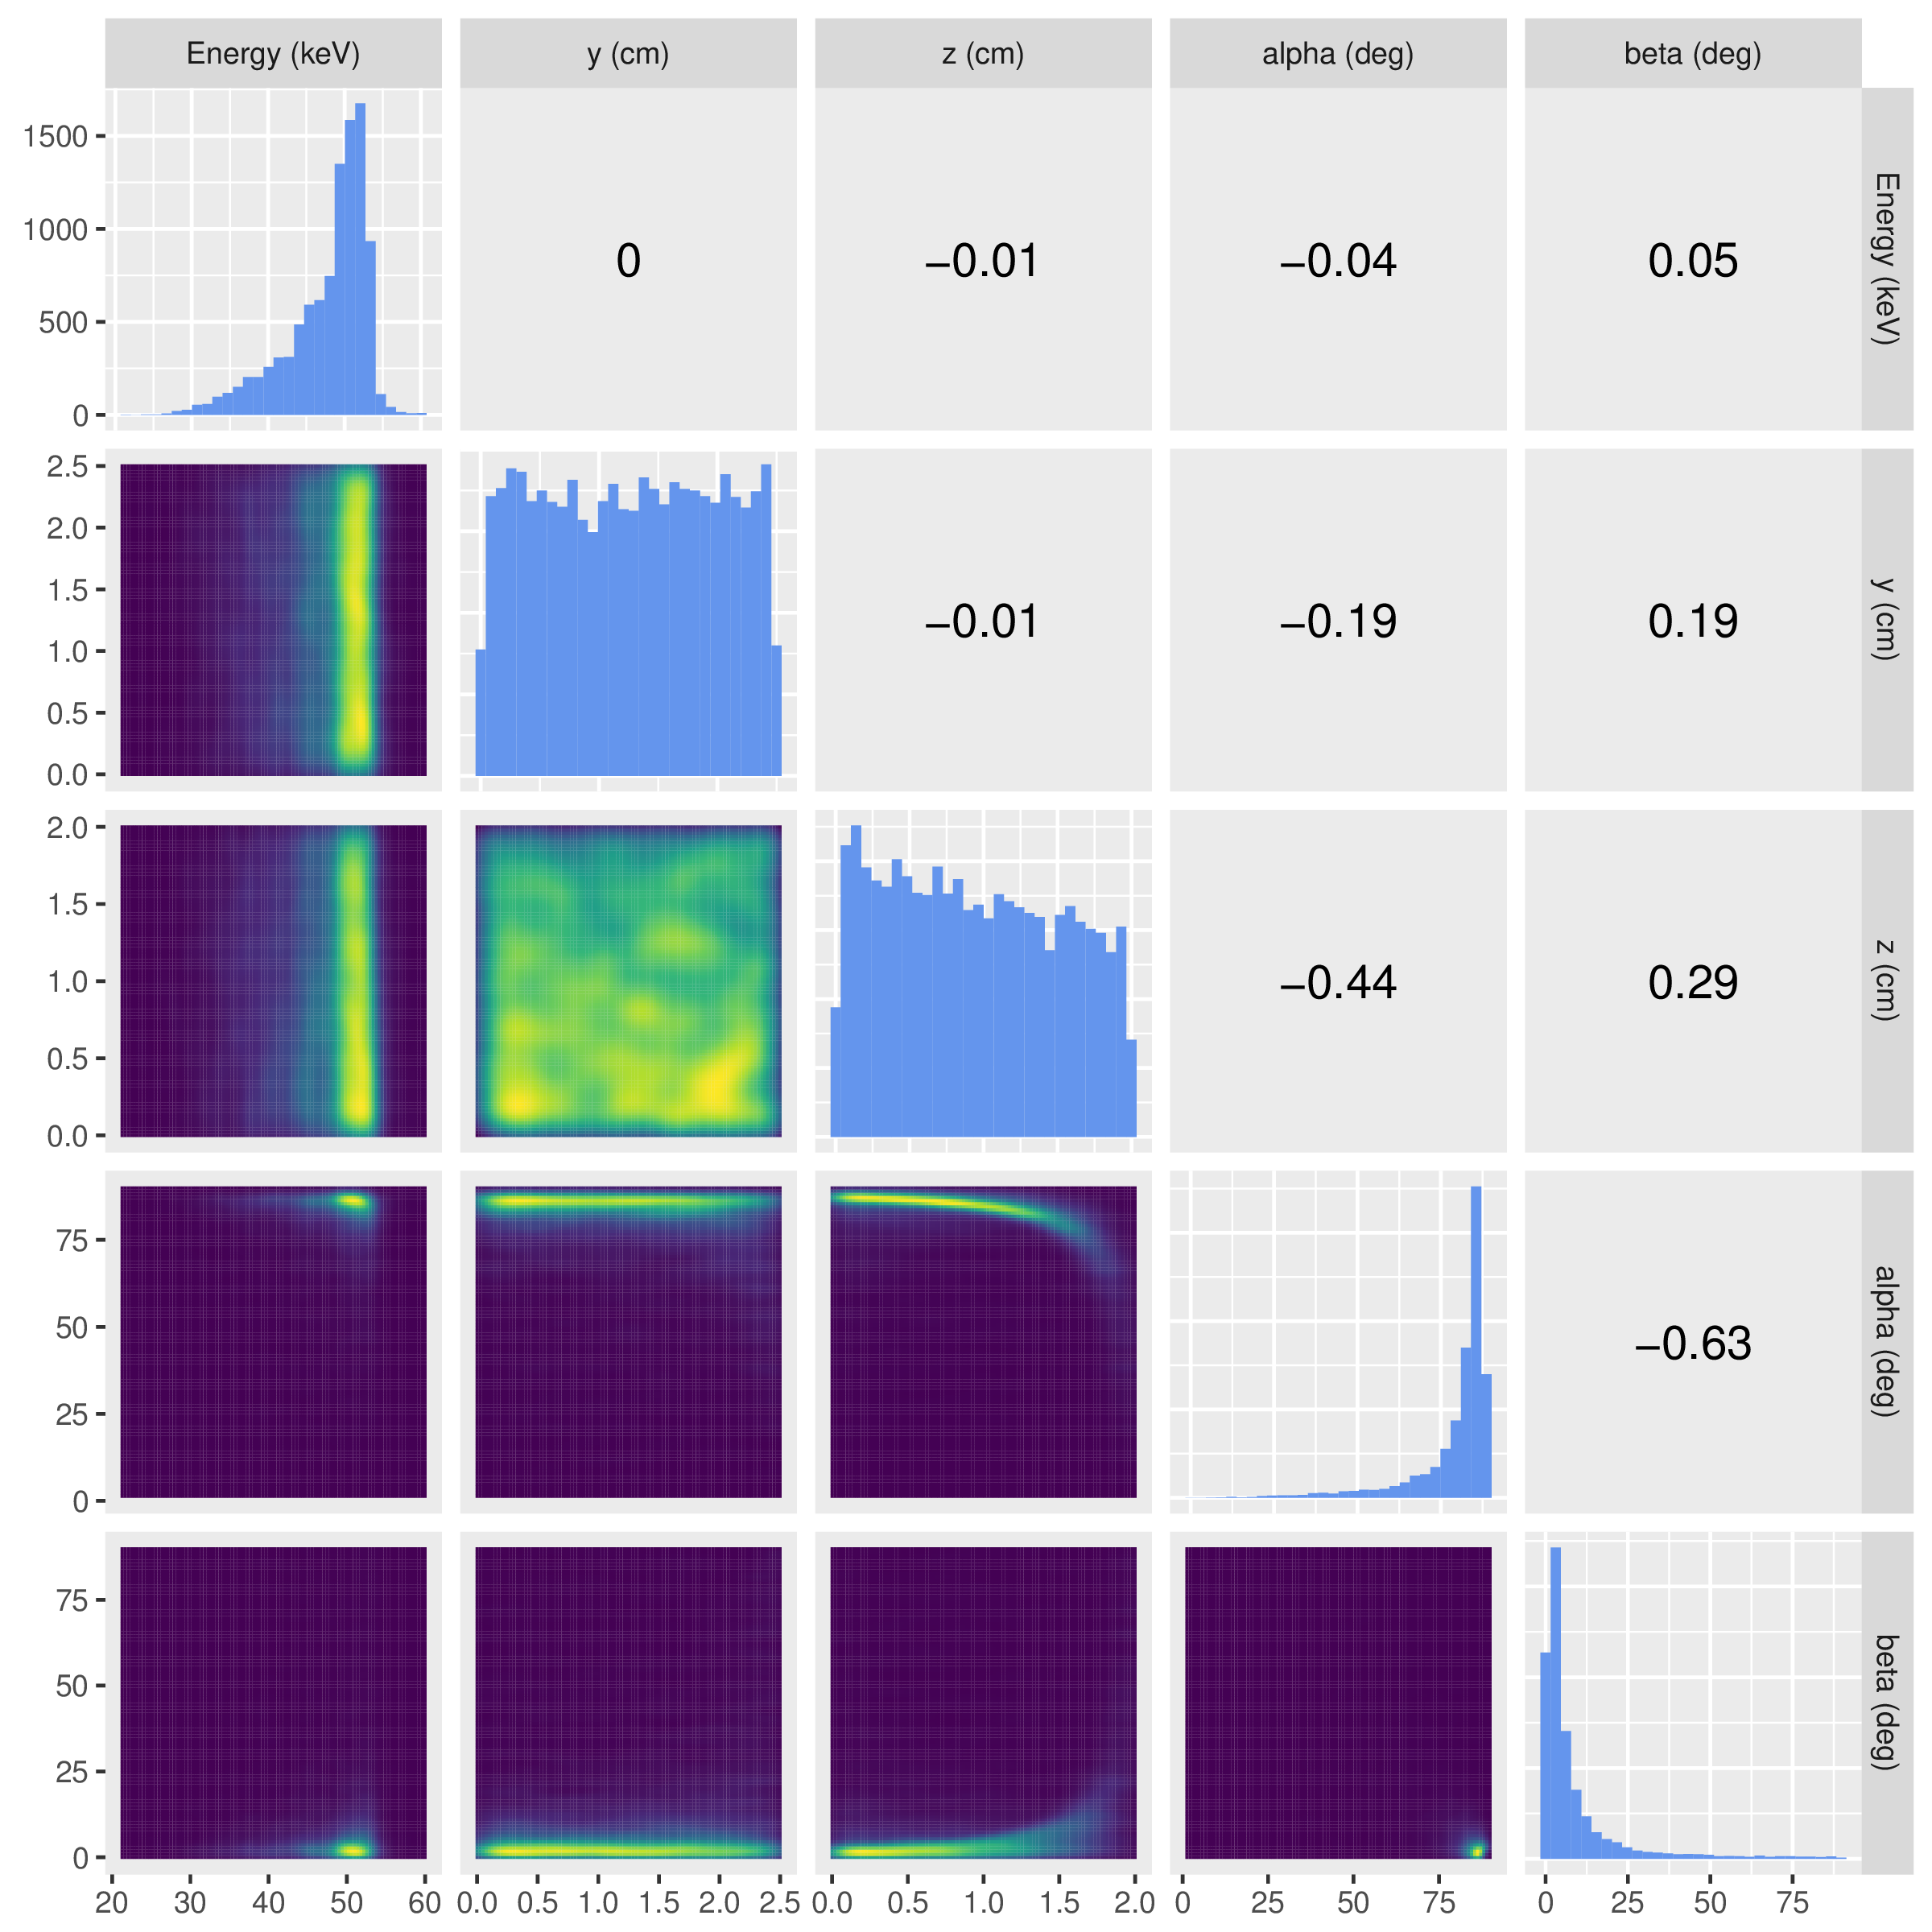 Energy (keV) y (cm) z (cm) alpha (deg) beta (deg)
1500
1000
500
0
0 −0.01 −0.04 0.05
Energy (keV)
2.5
2.0
1.5
1.0
0.5
0.0
−0.01 −0.19 0.19
y (cm)
2.0
1.5
1.0
0.5
0.0
−0.44 0.29
z (cm)
75
50
25
0
−0.63
alpha (deg)
75
50
25
0
beta (deg)
20 30 40 50 60 0.0 0.5 1.0 1.5 2.0 2.5 0.0 0.5 1.0 1.5 2.0 0 25 50 75 0 25 50 75